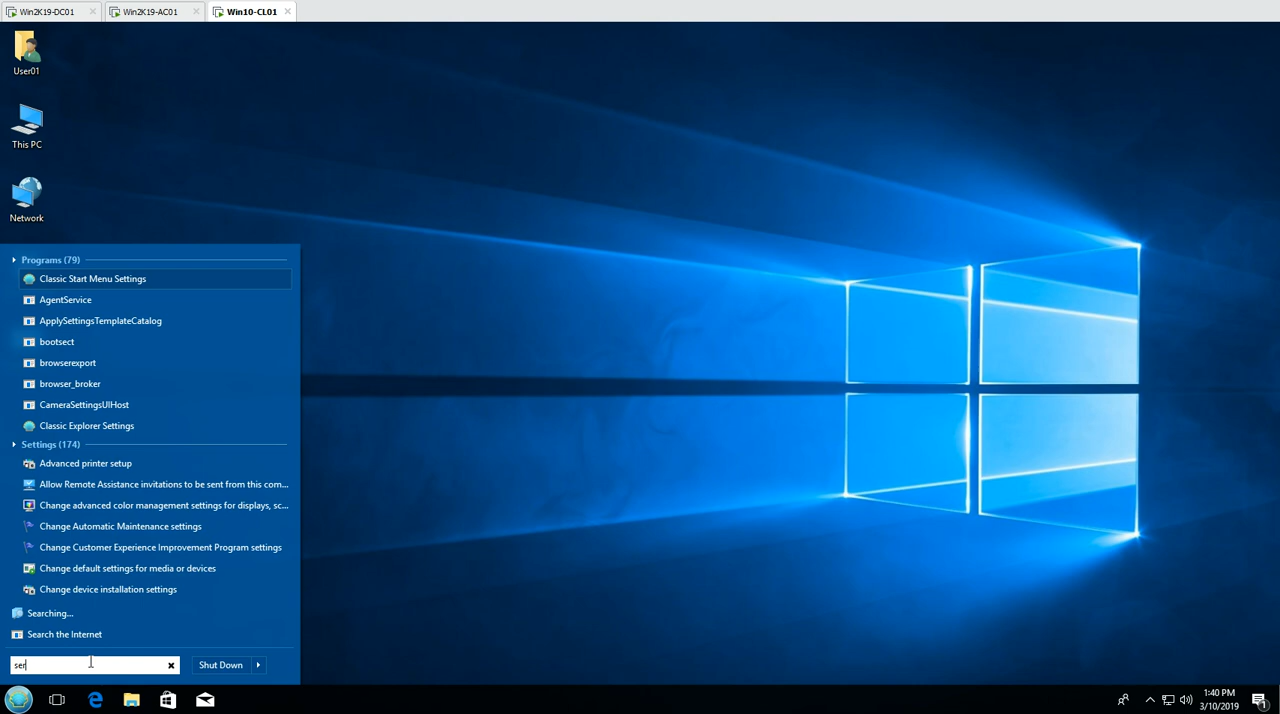 Win2K19-DC01
Win2K19-AC01
Win10-CL01
User01
This PC
Network
Programs (79)
Classic Start Menu Settings
AgentService
ApplySettingsTemplateCatalog
bootsect
browserexport
browser_broker
CameraSettingsUIHost
Classic Explorer Settings
Settings (174)
Advanced printer setup
Allow Remote Assistance invitations to be sent from this com...
Change advanced color management settings for displays, sc...
Change Automatic Maintenance settings
Change Customer Experience Improvement Program settings
Change default settings for media or devices
Change device installation settings
Searching...
Search the Internet
ser
Shut Down
1:40 PM
3/10/2019
1